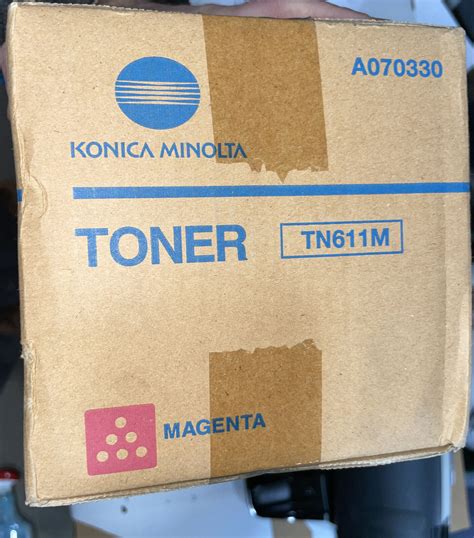 A070330
KONICA MINOLTA
TONER
TN611M
MAGENTA